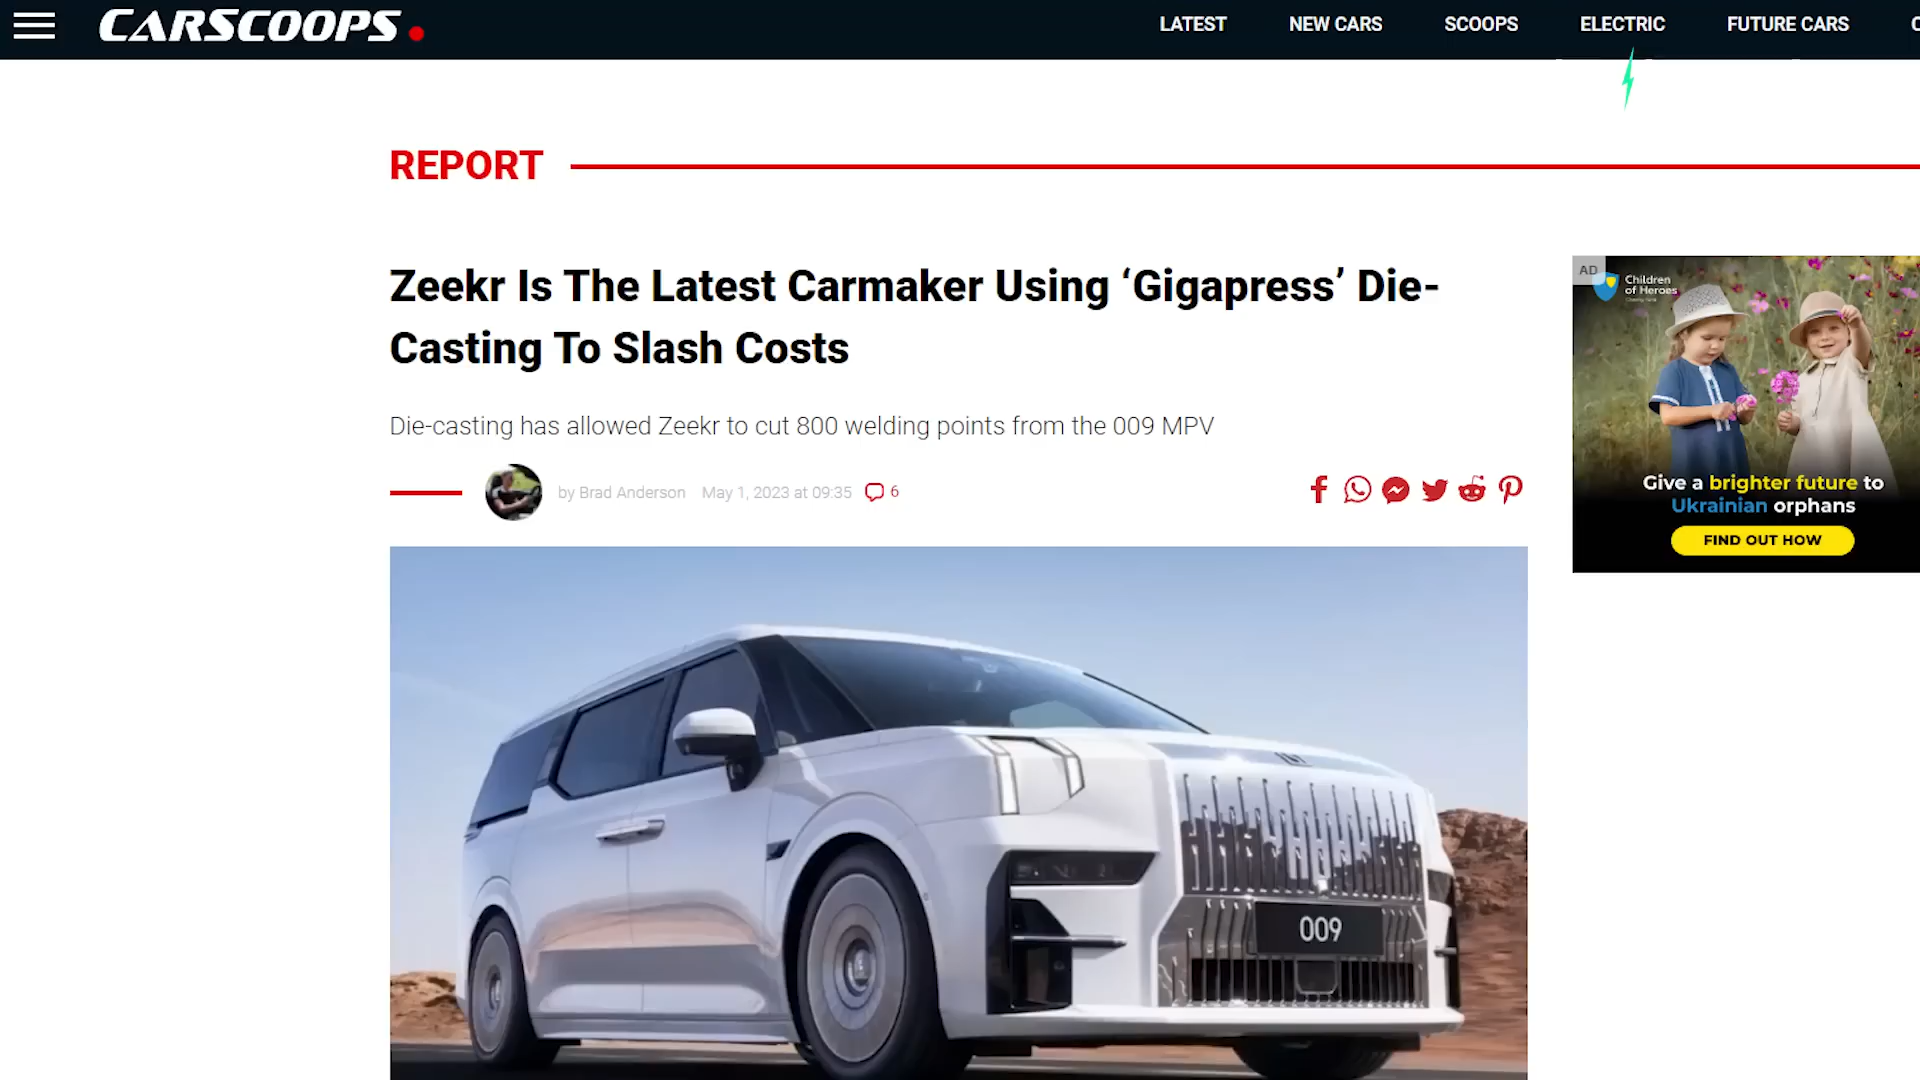 CARSCOOPS
LATEST
NEW CARS
SCOOPS
ELECTRIC
FUTURE CARS
REPORT
Zeekr Is The Latest Carmaker Using ‘Gigapress’ Die-
Casting To Slash Costs
Die-casting has allowed Zeekr to cut 800 welding points from the 009 MPV
by Brad Anderson May 1, 2023 at 09:35 6
AD
Children
of Heroes
Give a brighter future to
Ukrainian orphans
FIND OUT HOW
009